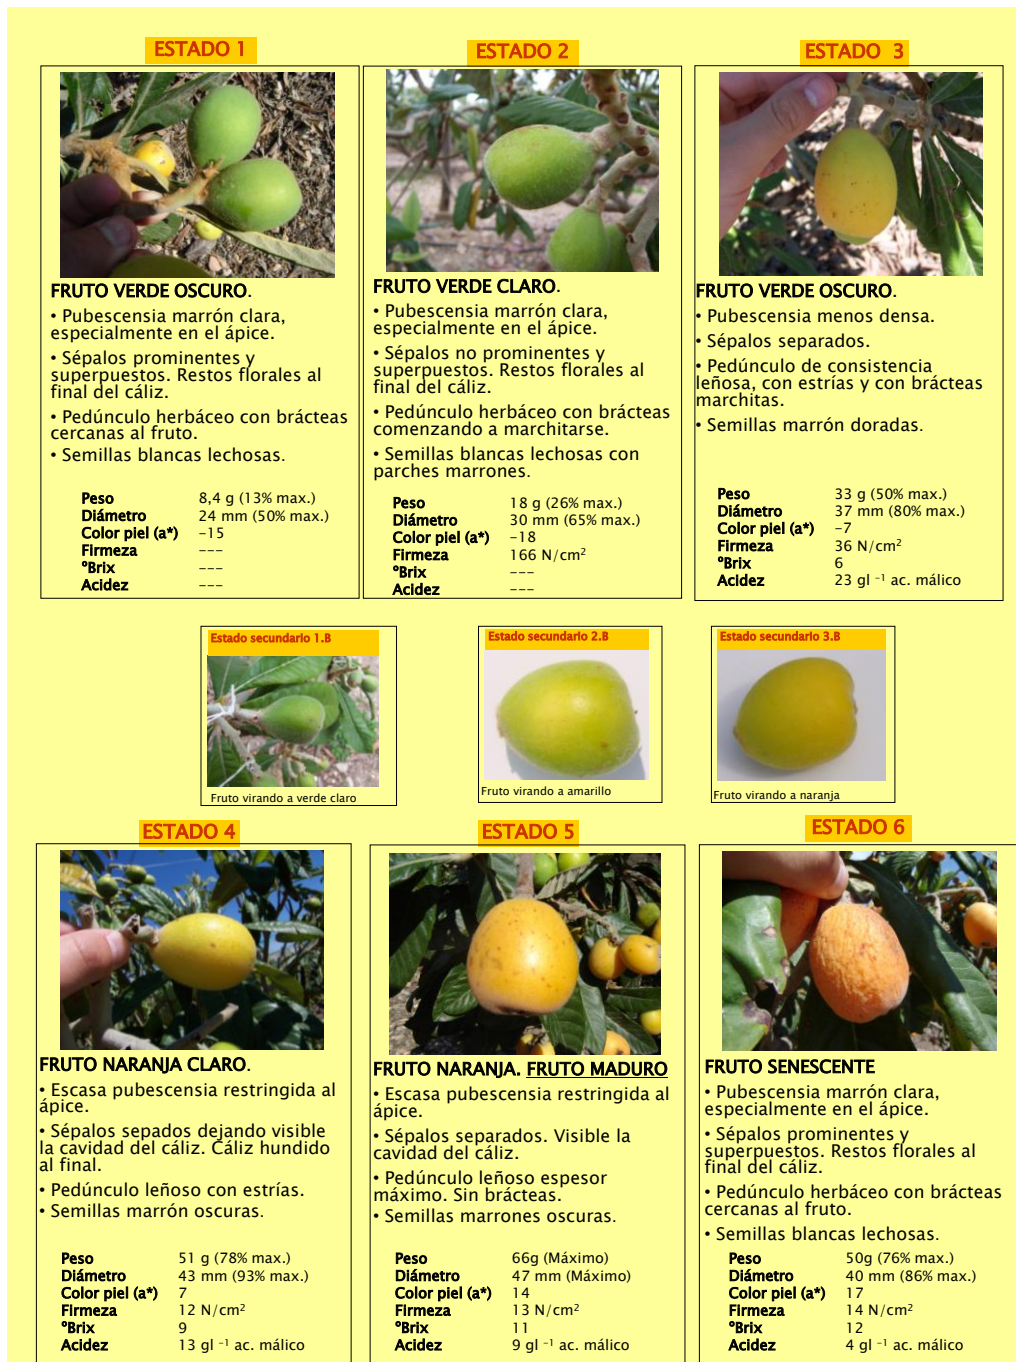 ESTADO 1
FRUTO VERDE OSCURO.
• Pubescensia marrón clara,
especialmente en el ápice.
• Sépalos prominentes y
superpuestos. Restos florales al
final del cáliz.
• Pedúnculo herbáceo con brácteas
cercanas al fruto.
• Semillas blancas lechosas.
Peso 8,4 g (13% max.)
Diámetro 24 mm (50% max.)
Color piel (a*) -15
Firmeza ---
ºBrix ---
Acidez ---
ESTADO 2
FRUTO VERDE CLARO.
• Pubescensia marrón clara,
especialmente en el ápice.
• Sépalos no prominentes y
superpuestos. Restos florales al
final del cáliz.
• Pedúnculo herbáceo con brácteas
comenzando a marchitarse.
• Semillas blancas lechosas con
parches marrones.
Peso 18 g (26% max.)
Diámetro 30 mm (65% max.)
Color piel (a*) -18
Firmeza 166 N/cm²
ºBrix ---
Acidez ---
ESTADO 3
FRUTO VERDE OSCURO.
• Pubescensia menos densa.
• Sépalos separados.
• Pedúnculo de consistencia
leñosa, con estrías y con brácteas
marchitas.
• Semillas marrón doradas.
Peso 33 g (50% max.)
Diámetro 37 mm (80% max.)
Color piel (a*) -7
Firmeza 36 N/cm²
ºBrix 6
Acidez 23 gl ⁻¹ ac. málico
Estado secundario 1.B
Fruto virando a verde claro
Estado secundario 2.B
Fruto virando a amarillo
Estado secundario 3.B
Fruto virando a naranja
ESTADO 4
FRUTO NARANJA CLARO.
• Escasa pubescensia restringida al
ápice.
• Sépalos sepados dejando visible
la cavidad del cáliz. Cáliz hundido
al final.
• Pedúnculo leñoso con estrías.
• Semillas marrón oscuras.
Peso 51 g (78% max.)
Diámetro 43 mm (93% max.)
Color piel (a*) 7
Firmeza 12 N/cm²
ºBrix 9
Acidez 13 gl ⁻¹ ac. málico
ESTADO 5
FRUTO NARANJA. FRUTO MADURO
• Escasa pubescensia restringida al
ápice.
• Sépalos separados. Visible la
cavidad del cáliz.
• Pedúnculo leñoso espesor
máximo. Sin brácteas.
• Semillas marrones oscuras.
Peso 66g (Máximo)
Diámetro 47 mm (Máximo)
Color piel (a*) 14
Firmeza 13 N/cm²
ºBrix 11
Acidez 9 gl ⁻¹ ac. málico
ESTADO 6
FRUTO SENESCENTE
• Pubescensia marrón clara,
especialmente en el ápice.
• Sépalos prominentes y
superpuestos. Restos florales al
final del cáliz.
• Pedúnculo herbáceo con brácteas
cercanas al fruto.
• Semillas blancas lechosas.
Peso 50g (76% max.)
Diámetro 40 mm (86% max.)
Color piel (a*) 17
Firmeza 14 N/cm²
ºBrix 12
Acidez 4 gl ⁻¹ ac. málico